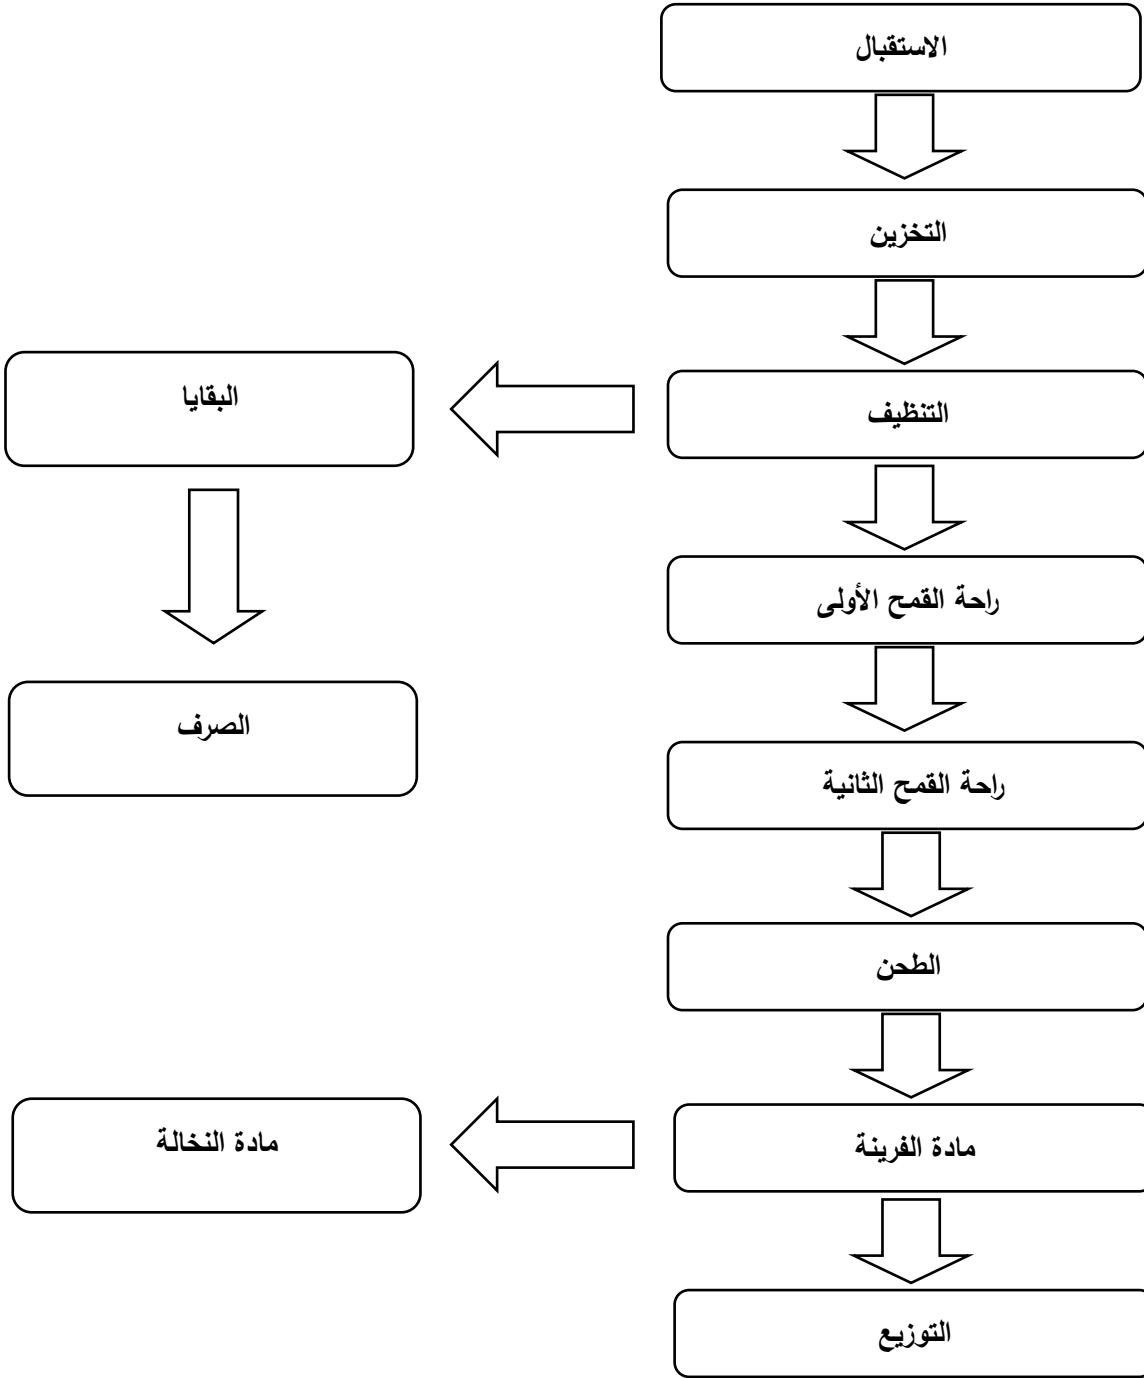 الاستقبال
التخزين
التنظيف
البقايا
راحة القمح الأولى
الصرف
راحة القمح الثانية
الطحن
مادة الفرينة
مادة النخالة
التوزيع